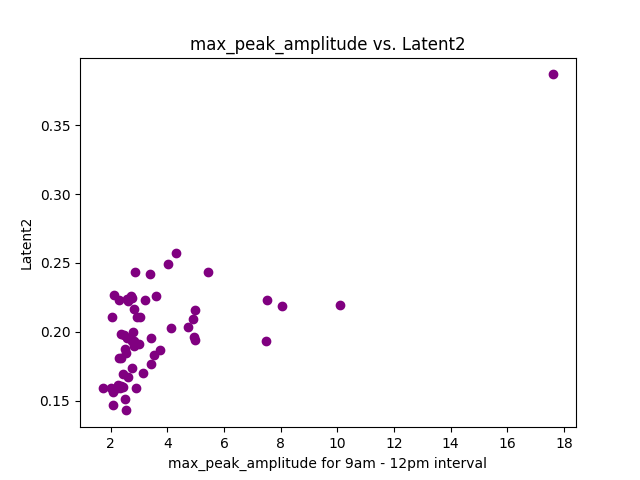 max_peak_amplitude vs. Latent2
0.35
0.30
0.25
0.20
0.15
Latent2
2 4 6 8 10 12 14 16 18
max_peak_amplitude for 9am - 12pm interval